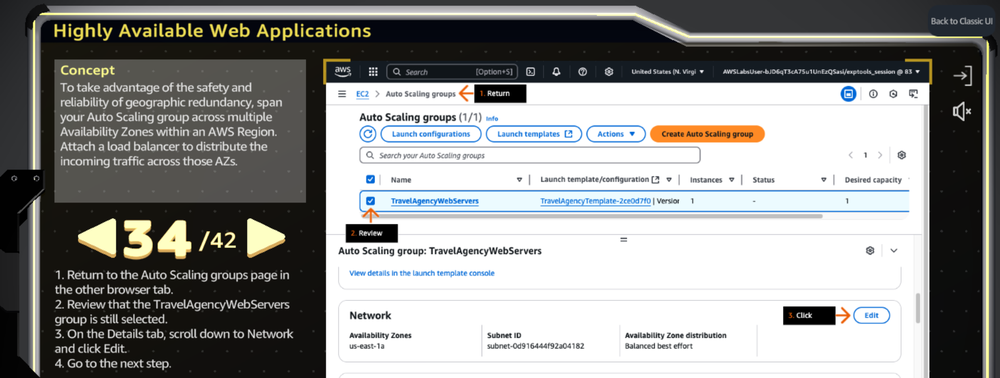 Back to Classic UI
Highly Available Web Applications
Concept
To take advantage of the safety and
reliability of geographic redundancy, span
your Auto Scaling group across multiple
Availability Zones within an AWS Region.
Attach a load balancer to distribute the
incoming traffic across those AZs.
34 /42
1. Return to the Auto Scaling groups page in
the other browser tab.
2. Review that the TravelAgencyWebServers
group is still selected.
3. On the Details tab, scroll down to Network
and click Edit.
4. Go to the next step.
aws Search [Option+S] United States (N. Virgi AWSLabsUser-bJD6qT3cA75u1UnEzQSasi/exptools_session @ 83
EC2 > Auto Scaling groups 1. Return
Auto Scaling groups (1/1) Info
Launch configurations Launch templates Actions Create Auto Scaling group
Search your Auto Scaling groups 1
Name Launch template/configuration Instances Status Desired capacity
TravelAgencyWebServers TravelAgencyTemplate-2ce0d7f0 | Version 1 - 1
2. Review
Auto Scaling group: TravelAgencyWebServers
View details in the launch template console
Network 3. Click Edit
Availability Zones Subnet ID Availability Zone distribution
us-east-1a subnet-0d916444f92a04182 Balanced best effort